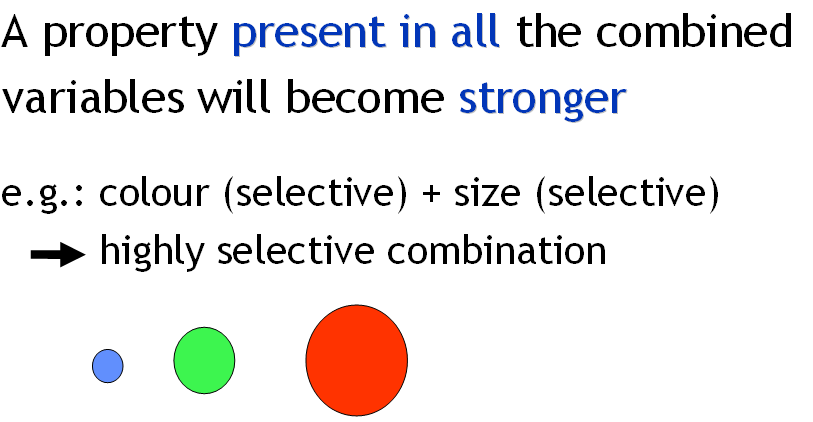 A property present in all the combined
variables will become stronger
e.g.: colour (selective) + size (selective)
highly selective combination